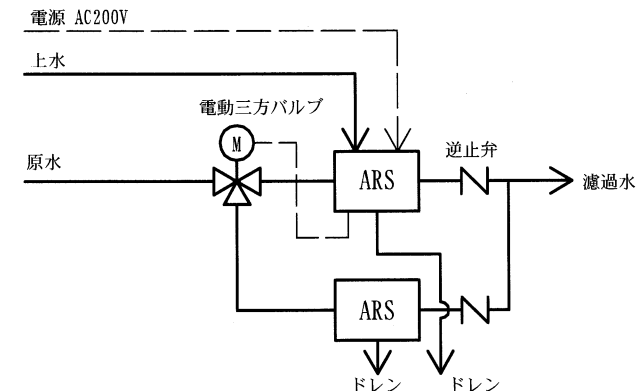 電源 AC200V
上水
電動三方バルブ
M
原水
ARS
逆止弁
濾過水
ARS
ドレン
ドレン